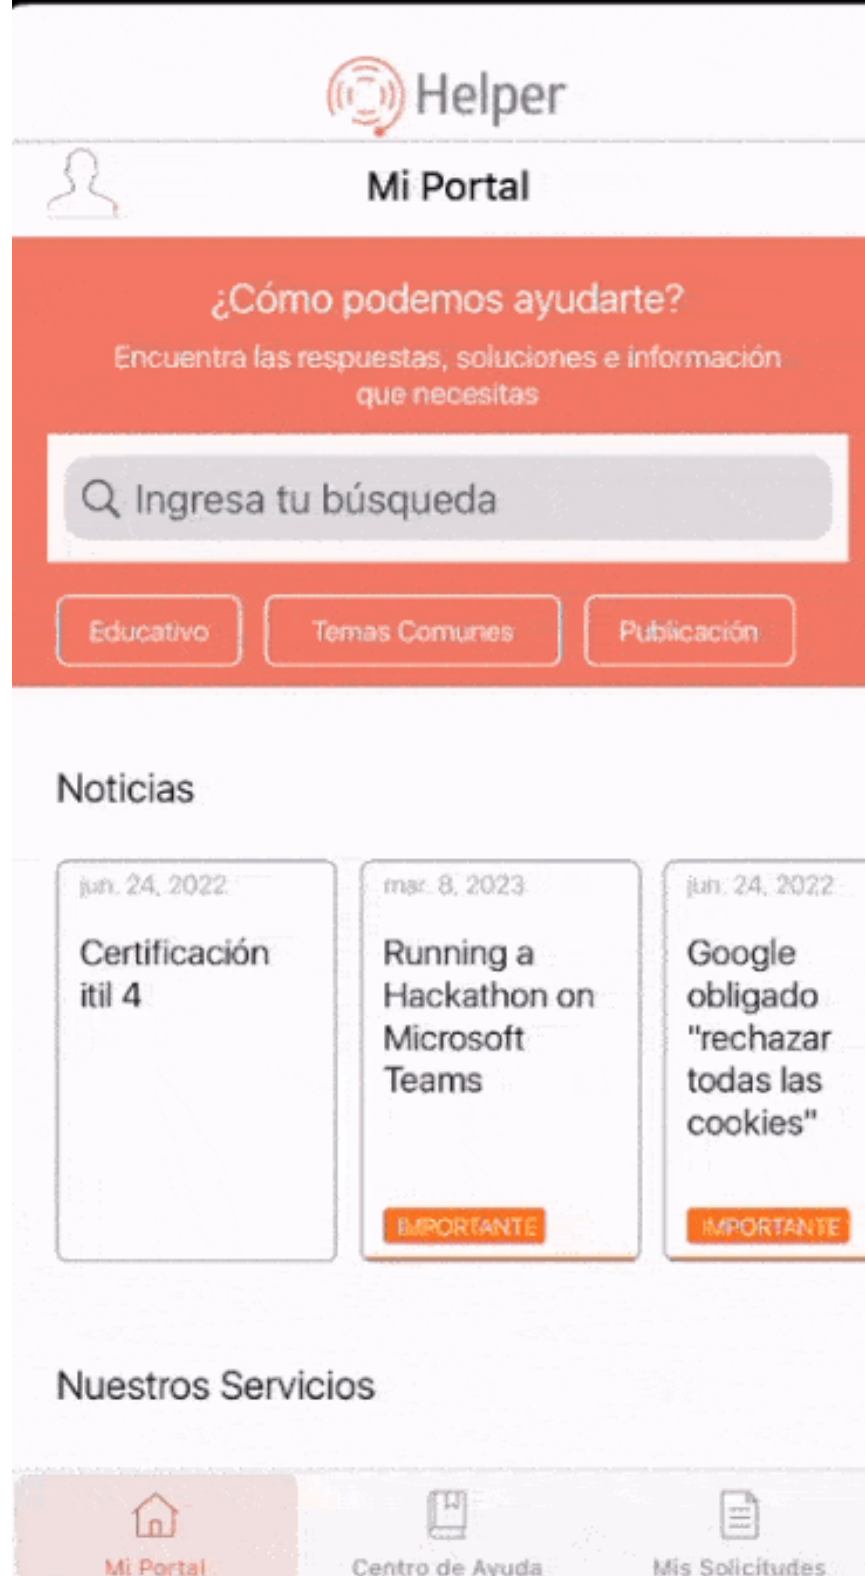 Helper
Mi Portal
¿Cómo podemos ayudarte?
Encuentra las respuestas, soluciones e información
que necesitas
Ingresa tu búsqueda
Educativo
Temas Comunes
Publicación
Noticias
jun. 24, 2022
Certificación
itil 4
mar. 8, 2023
Running a
Hackathon on
Microsoft
Teams
IMPORTANTE
jun. 24, 2022
Google
obligado
"rechazar
todas las
cookies"
IMPORTANTE
Nuestros Servicios
Mi Portal
Centro de Ayuda
Mis Solicitudes